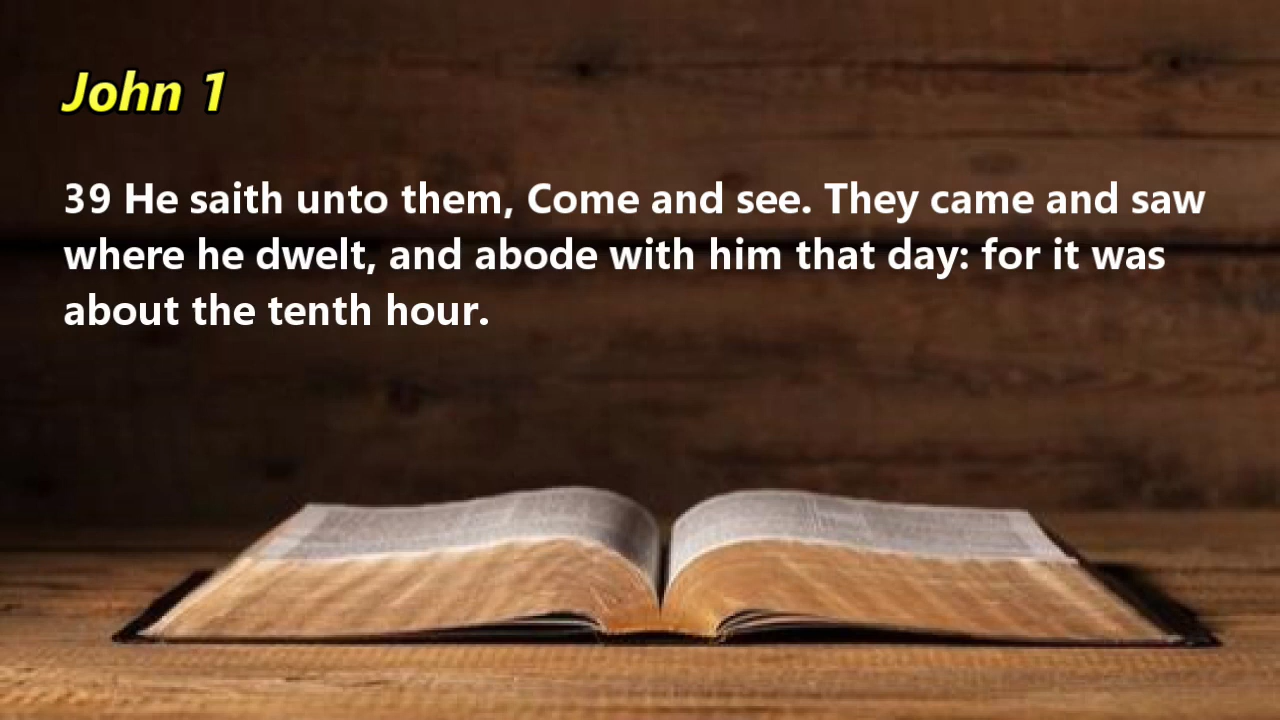 John 1
39 He saith unto them, Come and see. They came and saw
where he dwelt, and abode with him that day: for it was
about the tenth hour.